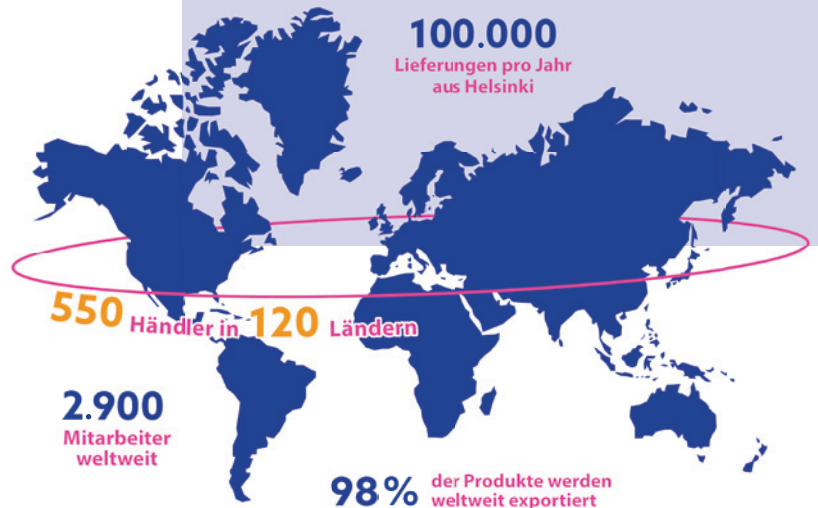 100.000
Lieferungen pro Jahr
aus Helsinki
550 Händler in 120 Ländern
2.900
Mitarbeiter
weltweit
98% der Produkte werden
weltweit exportiert